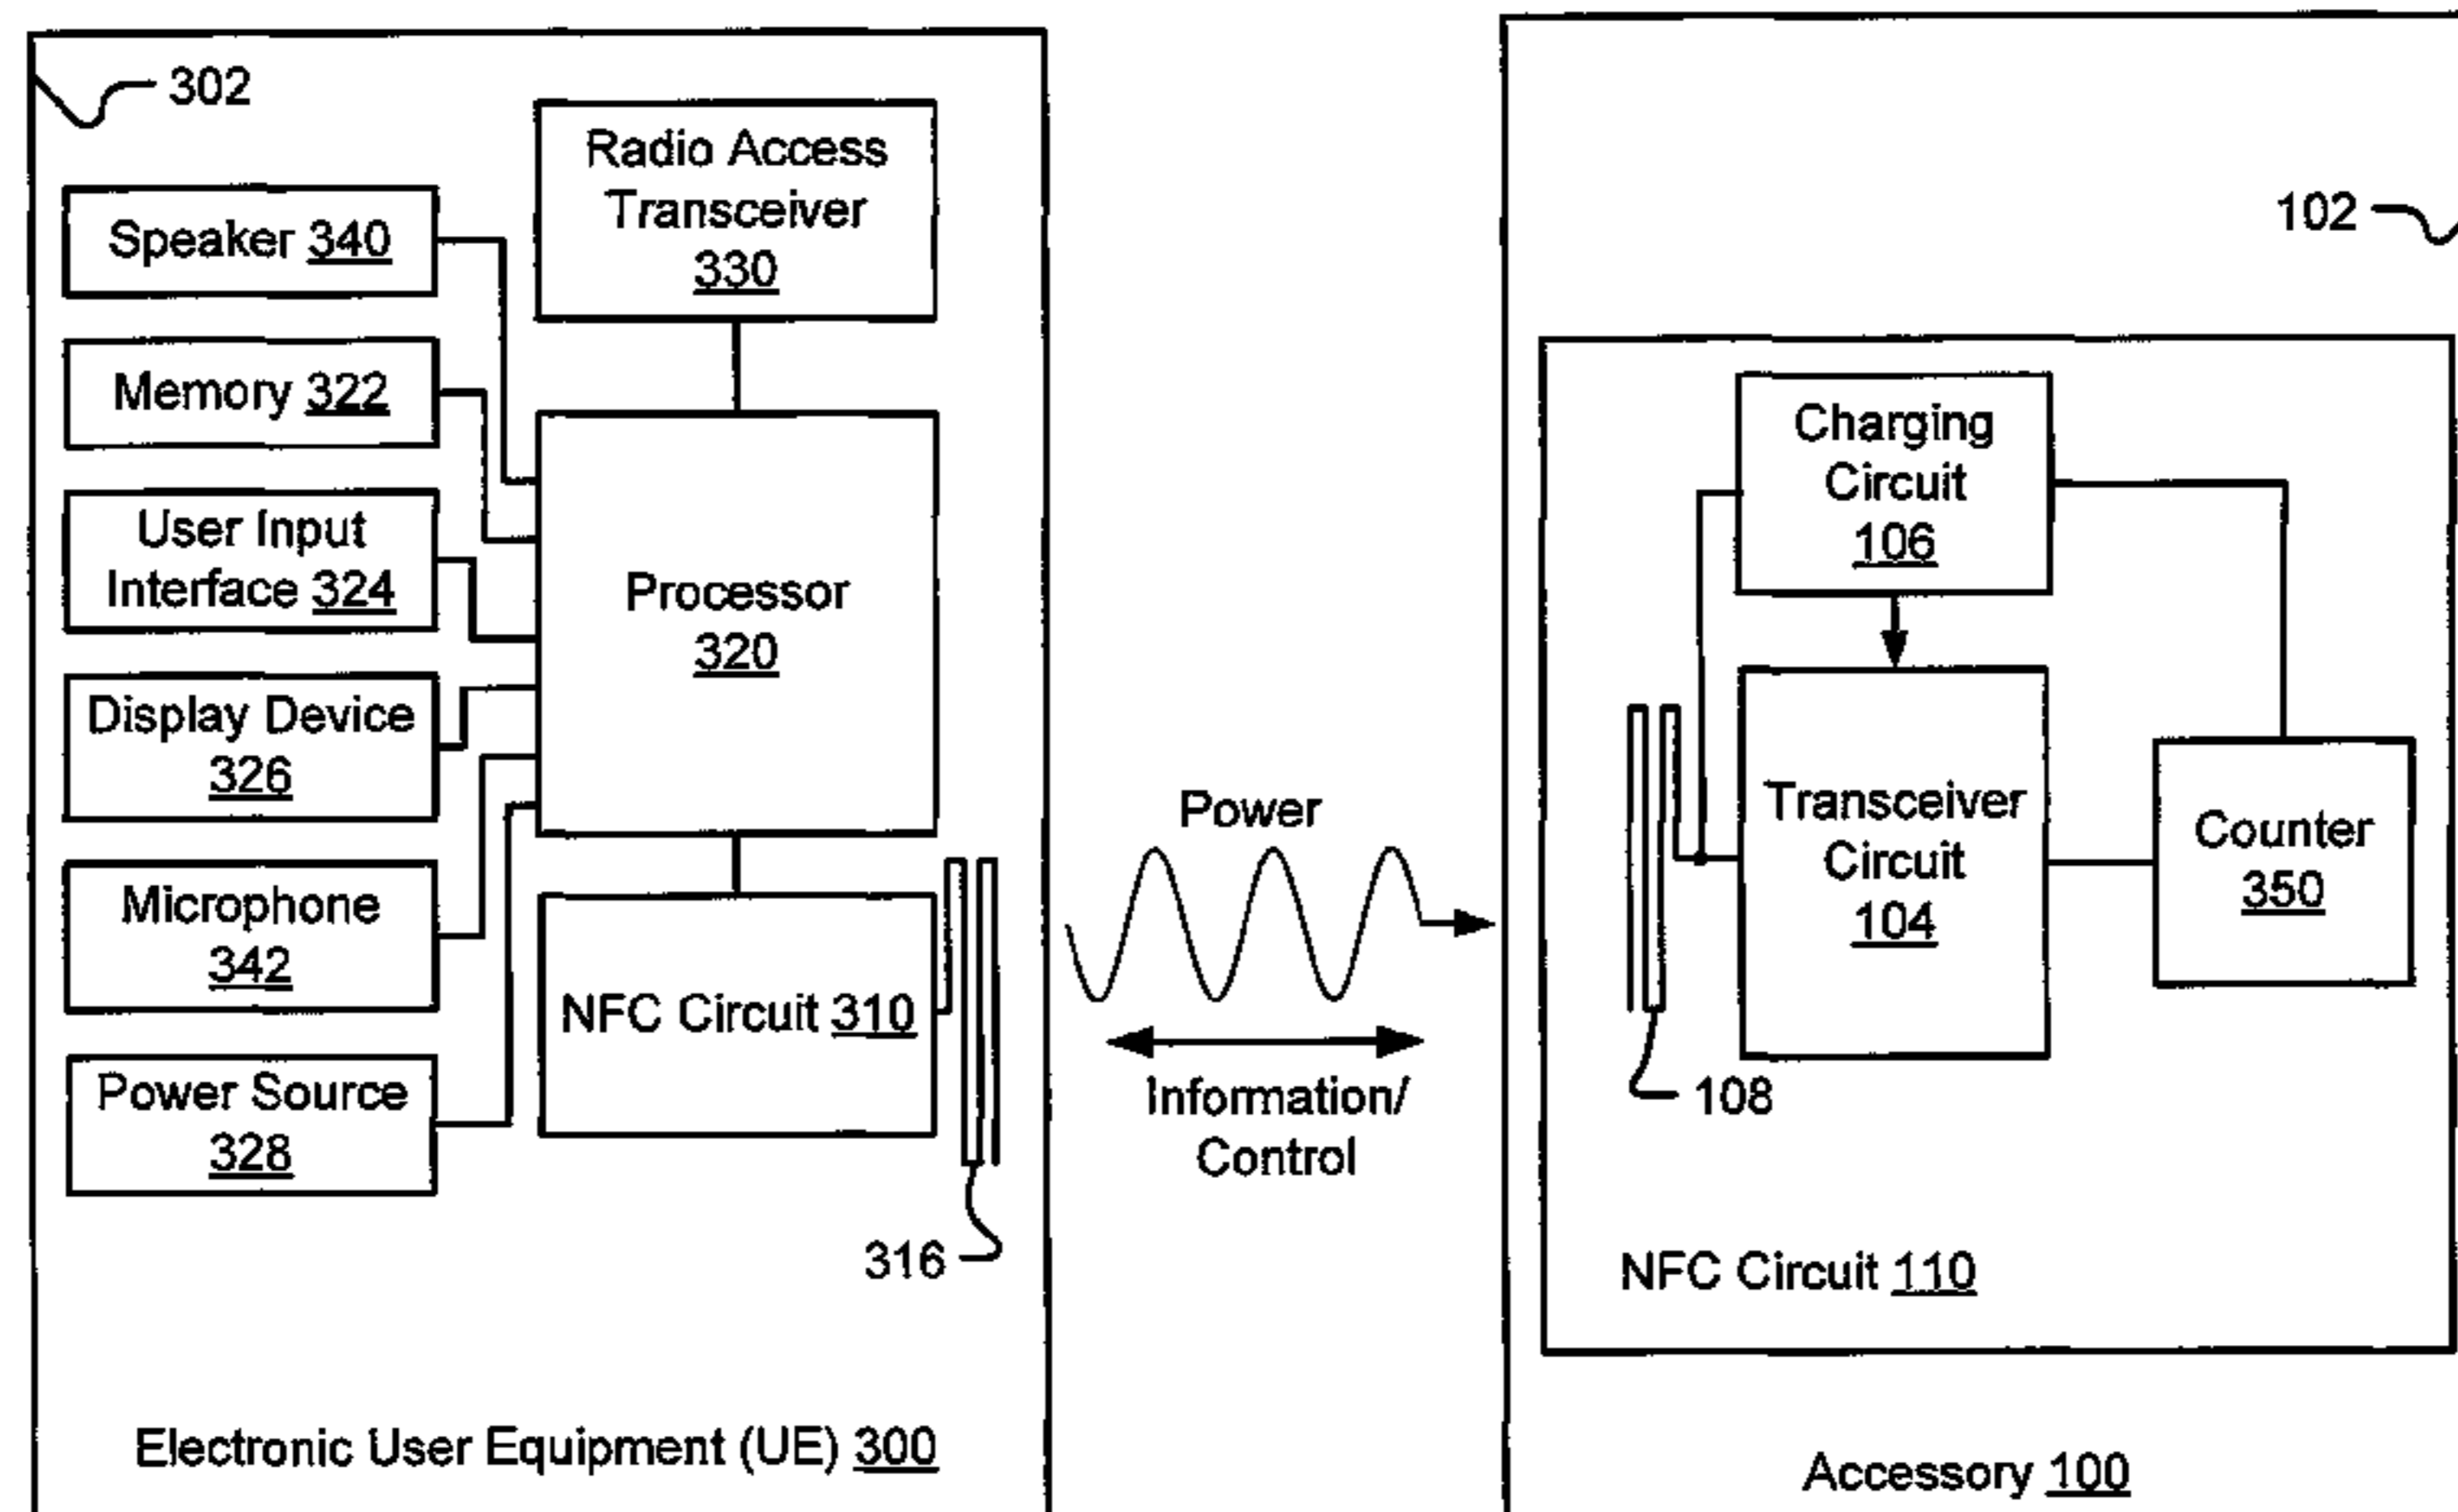 302
Speaker 340
Memory 322
User Input
Interface 324
Display Device
326
Microphone
342
Power Source
328
Radio Access
Transceiver
330
Processor
320
NFC Circuit 310
316
Electronic User Equipment (UE) 300
Power
Information/
Control
102
Charging
Circuit
106
Transceiver
Circuit
104
Counter
350
108
NFC Circuit 110
Accessory 100